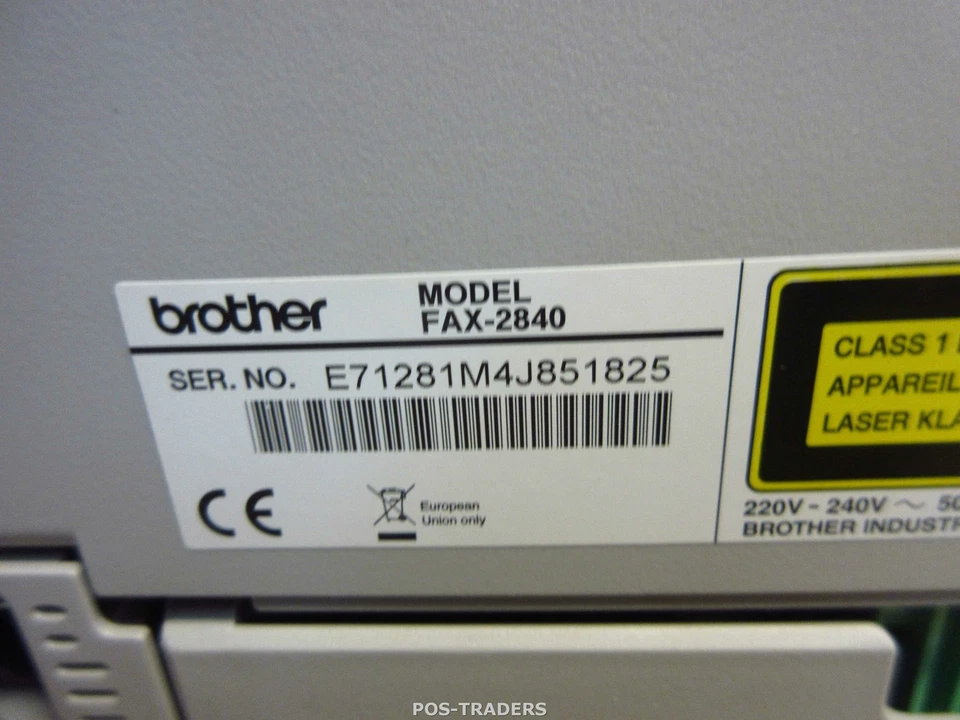 brother
MODEL
FAX-2840
SER. NO. E71281M4J851825
CE
European
Union only
CLASS 1
APPAREIL
LASER KLA
220V - 240V ~ 50
BROTHER INDUSTR
POS-TRADERS